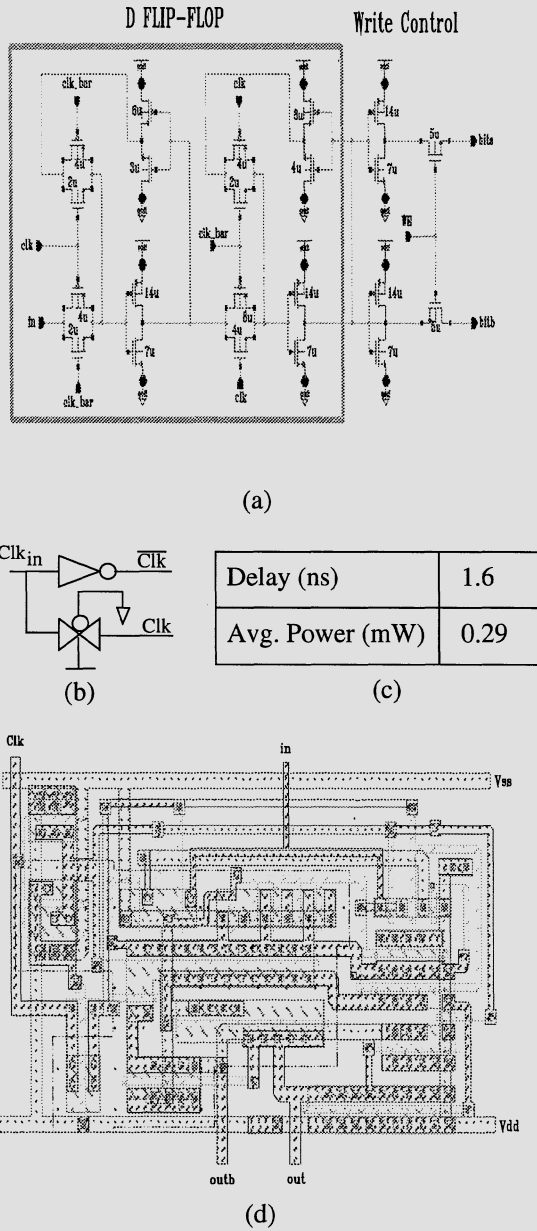 D FLIP-FLOP Write Control
clk_bar clk
6u 8u 14u 5u bits
4u 4u
2u 3u 2u 4u 7u
clk clk_bar WE
14u 14u 14u
in 4u 6u bitb
2u 4u
7u 7u 7u
clk_bar clk
(a)
Clk in Clk
Clk
(b)
Delay (ns) 1.6
Avg. Power (mW) 0.29
(c)
Clk in
Vss
Vdd
outb out
(d)